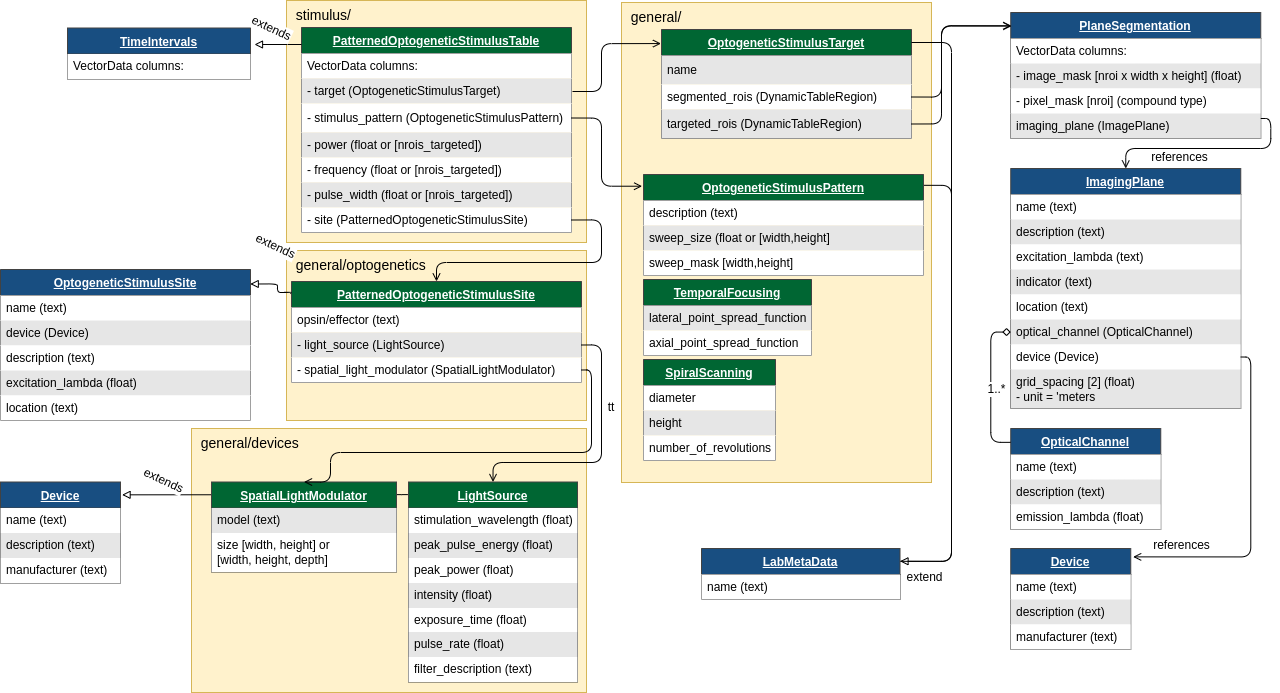 stimulus/
extends
TimeIntervals
VectorData columns:
PatternedOptogeneticStimulusTable
VectorData columns:
- target (OptogeneticStimulusTarget)
- stimulus_pattern (OptogeneticStimulusPattern)
- power (float or [nrois_targeted])
- frequency (float or [nrois_targeted])
- pulse_width (float or [nrois_targeted])
- site (PatternedOptogeneticStimulusSite)
general/
OptogeneticStimulusTarget
name
segmented_rois (DynamicTableRegion)
targeted_rois (DynamicTableRegion)
OptogeneticStimulusPattern
description (text)
sweep_size (float or [width,height]
sweep_mask [width,height]
TemporalFocusing
lateral_point_spread_function
axial_point_spread_function
SpiralScanning
diameter
height
number_of_revolutions
PlaneSegmentation
VectorData columns:
- image_mask [nroi x width x height] (float)
- pixel_mask [nroi] (compound type)
imaging_plane (ImagePlane)
references
ImagingPlane
name (text)
description (text)
excitation_lambda (text)
indicator (text)
location (text)
optical_channel (OpticalChannel)
device (Device)
grid_spacing [2] (float)
- unit = 'meters
1..*
OpticalChannel
name (text)
description (text)
emission_lambda (float)
references
Device
name (text)
description (text)
manufacturer (text)
extends
general/optogenetics
OptogeneticStimulusSite
name (text)
device (Device)
description (text)
excitation_lambda (float)
location (text)
PatternedOptogeneticStimulusSite
opsin/effector (text)
- light_source (LightSource)
- spatial_light_modulator (SpatialLightModulator)
tt
general/devices
extends
Device
name (text)
description (text)
manufacturer (text)
SpatialLightModulator
model (text)
size [width, height] or
[width, height, depth]
LightSource
stimulation_wavelength (float)
peak_pulse_energy (float)
peak_power (float)
intensity (float)
exposure_time (float)
pulse_rate (float)
filter_description (text)
LabMetaData
name (text)
extend